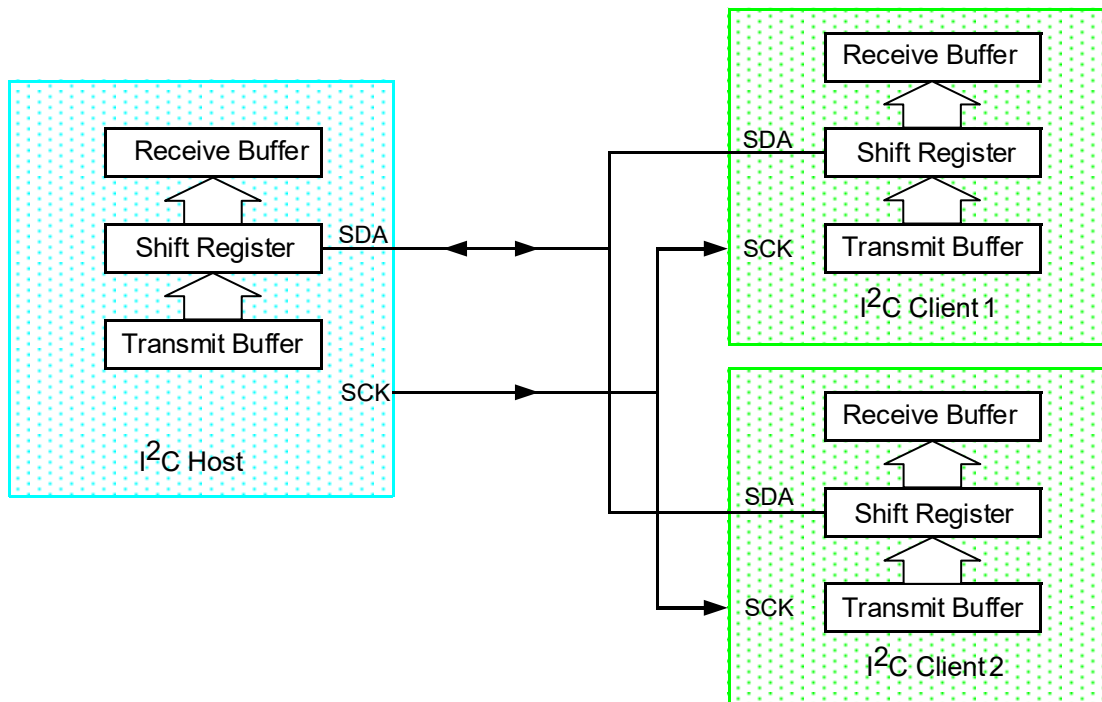 Receive Buffer
Shift Register
SDA
Transmit Buffer
SCK
I²C Host
Receive Buffer
SDA
Shift Register
SCK
Transmit Buffer
I²C Client 1
Receive Buffer
SDA
Shift Register
SCK
Transmit Buffer
I²C Client 2